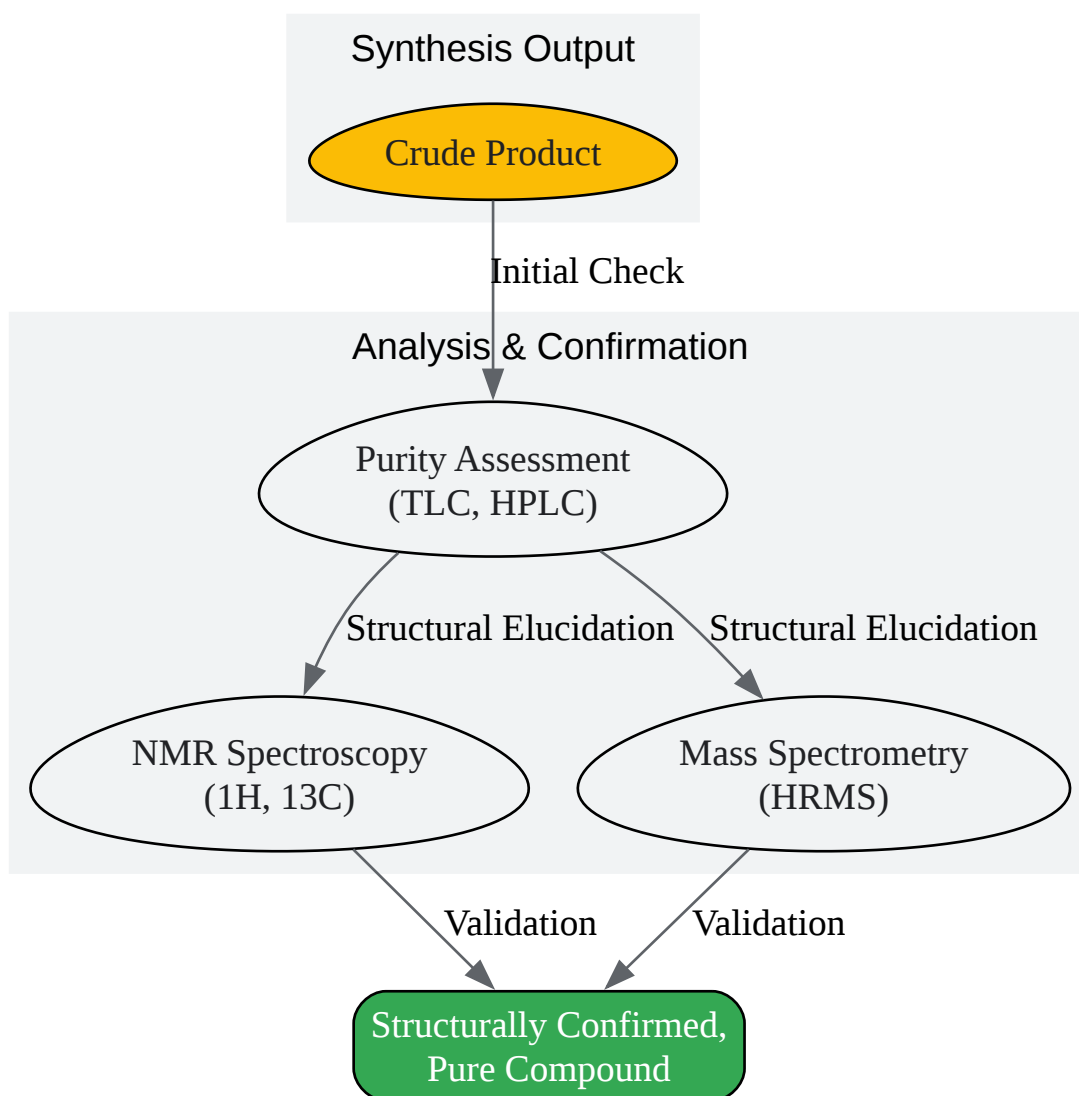 Synthesis Output
Crude Product
Initial Check
Analysis & Confirmation
Purity Assessment
(TLC, HPLC)
Structural Elucidation
Structural Elucidation
NMR Spectroscopy
(1H, 13C)
Mass Spectrometry
(HRMS)
Validation
Validation
Structurally Confirmed,
Pure Compound